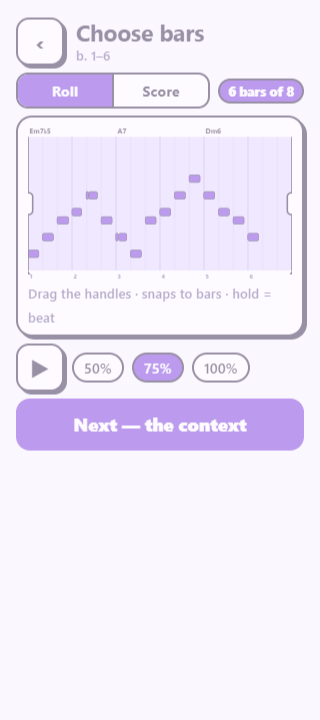 ‹ Choose bars
b. 1–6
Roll Score 6 bars of 8
Em7♭5 A7 Dm6
1 2 3 4 5 6
Drag the handles · snaps to bars · hold =
beat
▶ 50% 75% 100%
Next — the context